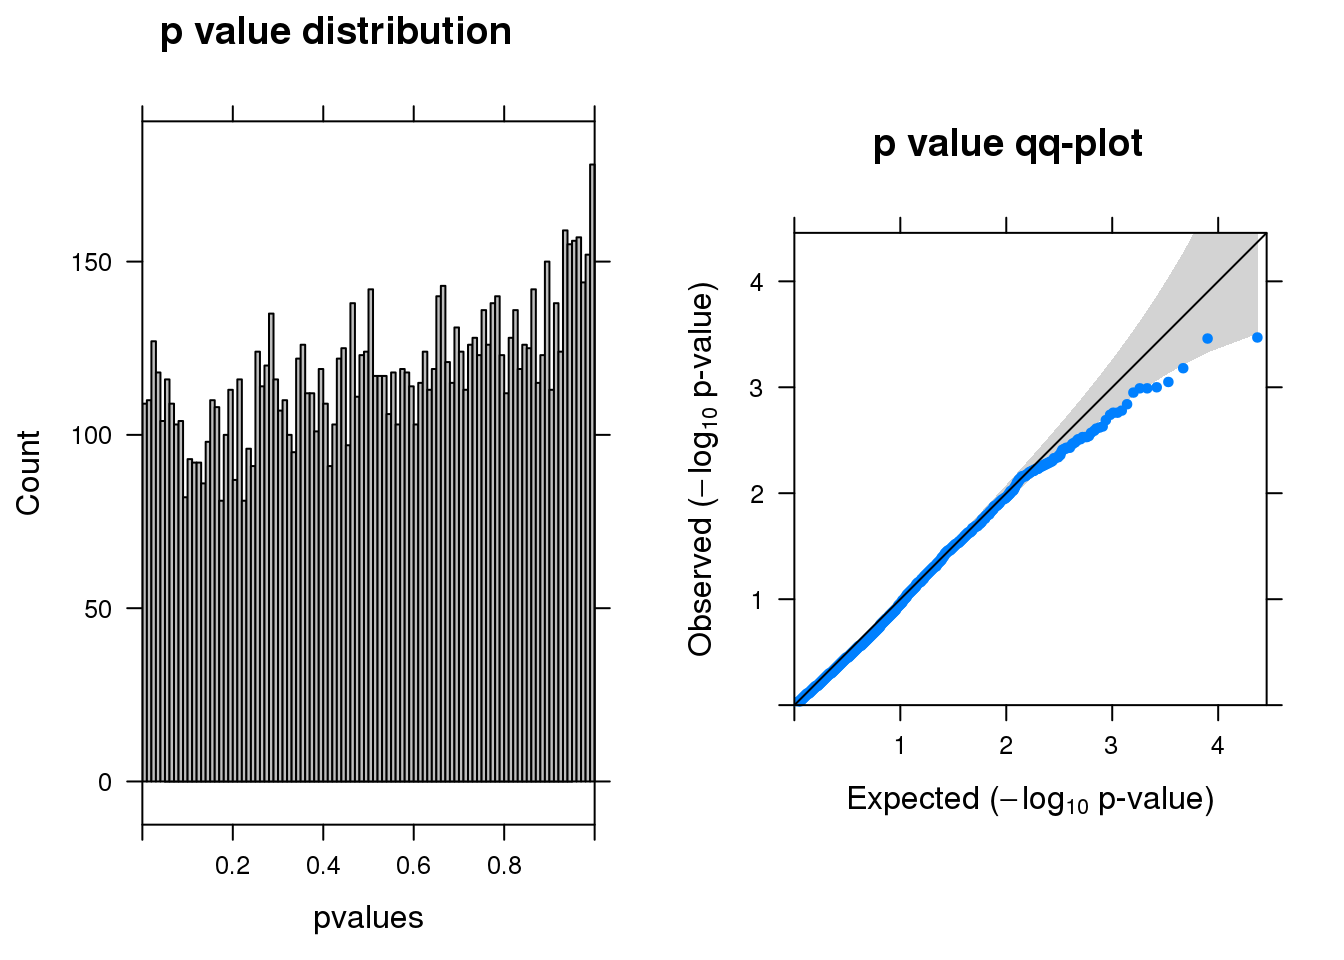 p value distribution
150
100
50
0
Count
0.2 0.4 0.6 0.8
pvalues
p value qq-plot
4
3
2
1
Observed (−log10 p-value)
1 2 3 4
Expected (−log10 p-value)